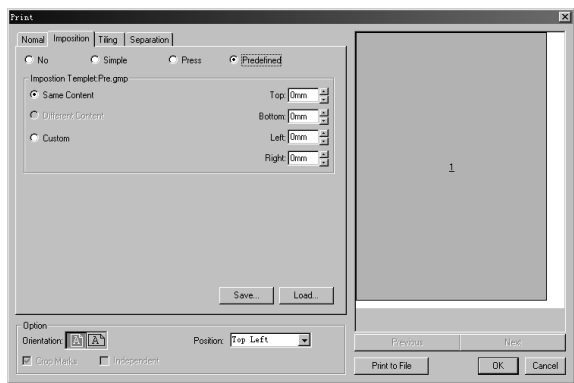 Print
Nomal Imposition Tiling Separation
No Simple Press Predefined
Impostion Templet:Pre.gmp
Same Content Top: 0mm
Different Content Bottom: 0mm
Custom Left: 0mm
Right: 0mm
1
Save... Load...
Option
Orientation: A A Position: Top Left
Crop Marks Independent
Previous Next
Print to File OK Cancel